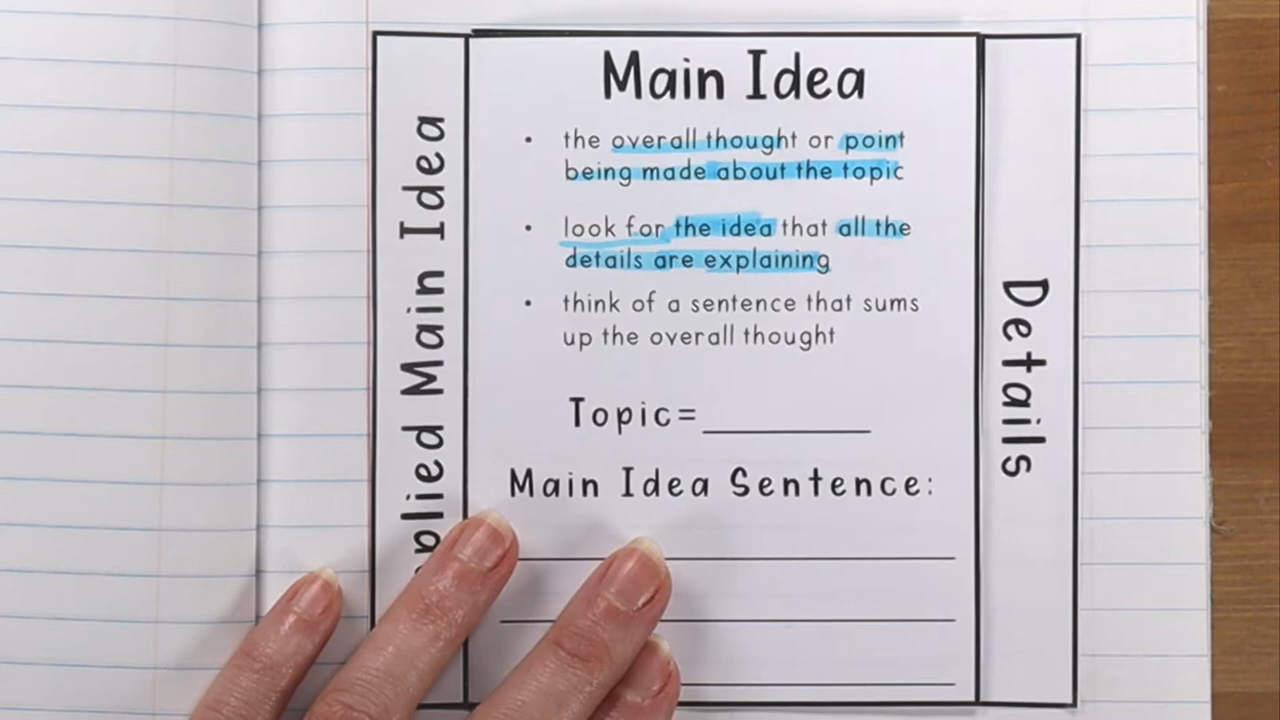 Main Idea
• the overall thought or point
being made about the topic
• look for the idea that all the
details are explaining
• think of a sentence that sums
up the overall thought
Topic=
Main Idea Sentence:
Main Idea
Details